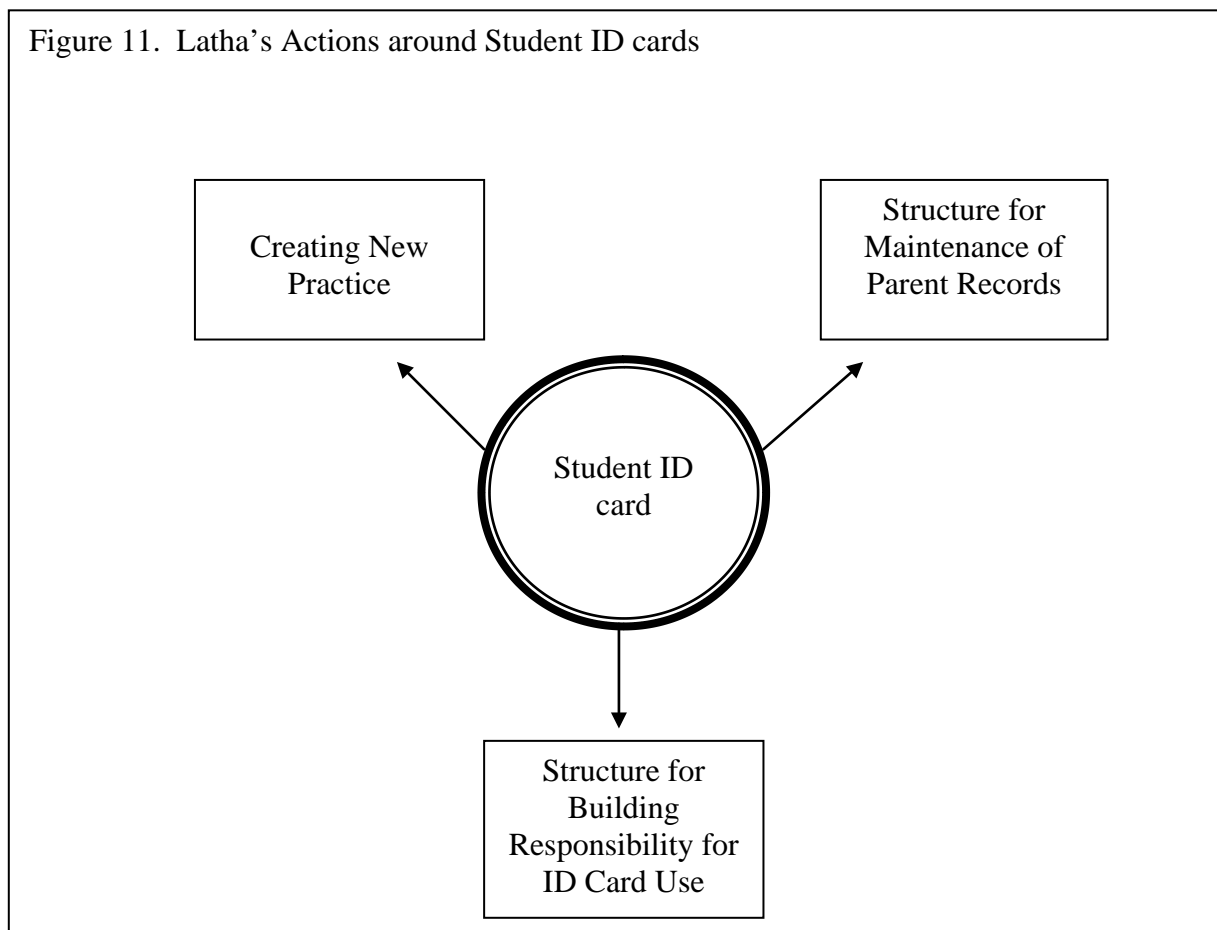 Figure 11.  Latha’s Actions around Student ID cards
Creating New
Practice
Structure for
Maintenance of
Parent Records
Student ID
card
Structure for
Building
Responsibility for
ID Card Use